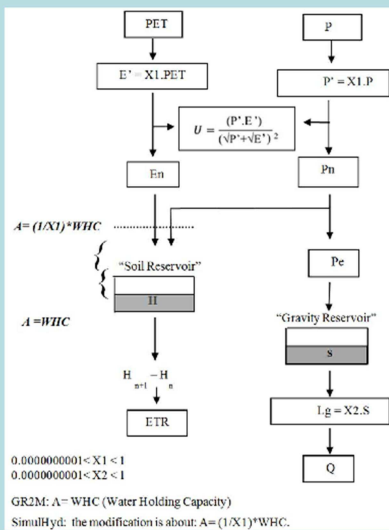 PET
P
E' = X1.PET
P' = X1.P
U = (P'.E') / (√P'+√E')²
En
Pn
A= (1/X1)*WHC
"Soil Reservoir"
Pe
"Gravity Reservoir"
H
A =WHC
S
H n+1 – H n
Lg = X2.S
ETR
Q
0.0000000001< X1 < 1
0.0000000001< X2 < 1
GR2M: A= WHC (Water Holding Capacity)
SimulHyd: the modification is about: A= (1/X1)*WHC.